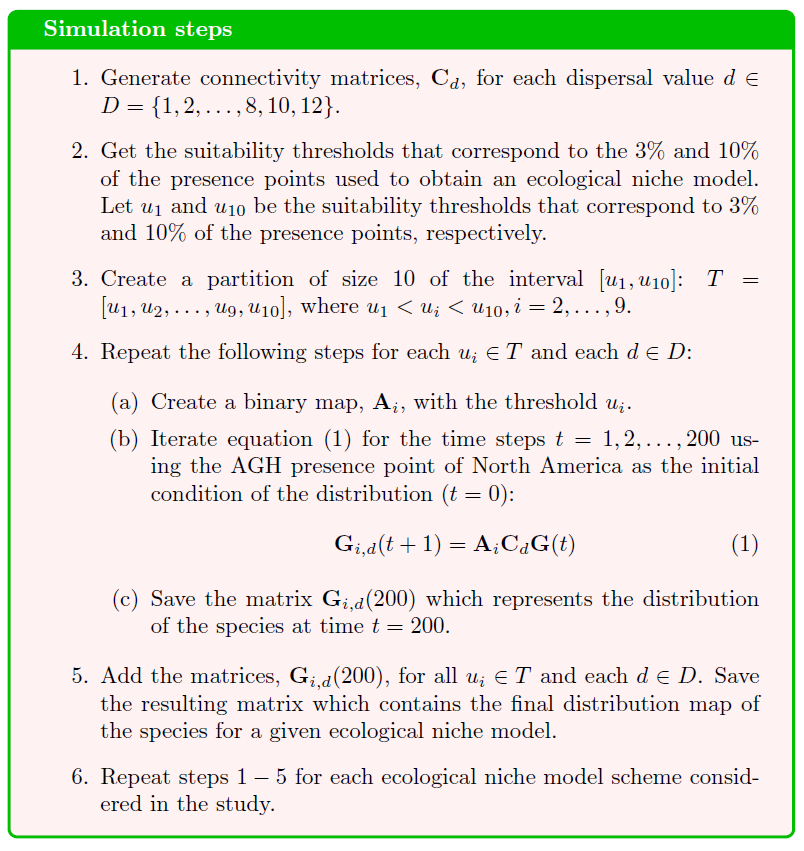 Simulation steps
1. Generate connectivity matrices, C_d, for each dispersal value d ∈
D = {1, 2, . . . , 8, 10, 12}.
2. Get the suitability thresholds that correspond to the 3% and 10%
of the presence points used to obtain an ecological niche model.
Let u_1 and u_10 be the suitability thresholds that correspond to 3%
and 10% of the presence points, respectively.
3. Create a partition of size 10 of the interval [u_1, u_10]: T =
[u_1, u_2, . . . , u_9, u_10], where u_1 < u_i < u_10, i = 2, . . . , 9.
4. Repeat the following steps for each u_i ∈ T and each d ∈ D:
(a) Create a binary map, A_i, with the threshold u_i.
(b) Iterate equation (1) for the time steps t = 1, 2, . . . , 200 us-
ing the AGH presence point of North America as the initial
condition of the distribution (t = 0):
G_{i,d}(t + 1) = A_i C_d G(t) (1)
(c) Save the matrix G_{i,d}(200) which represents the distribution
of the species at time t = 200.
5. Add the matrices, G_{i,d}(200), for all u_i ∈ T and each d ∈ D. Save
the resulting matrix which contains the final distribution map of
the species for a given ecological niche model.
6. Repeat steps 1 – 5 for each ecological niche model scheme consid-
ered in the study.